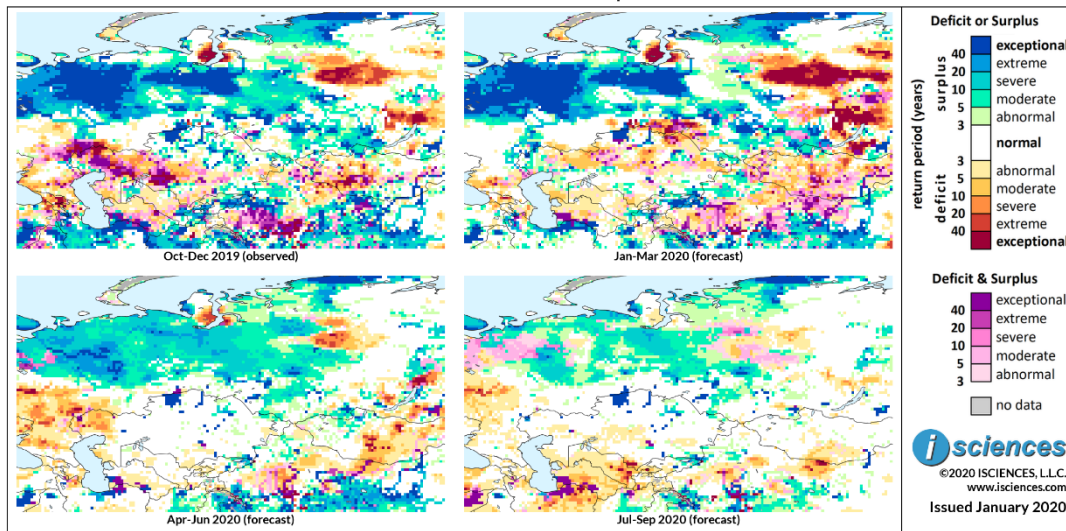 Oct-Dec 2019 (observed)
Jan-Mar 2020 (forecast)
Apr-Jun 2020 (forecast)
Jul-Sep 2020 (forecast)
Deficit or Surplus
return period (years)
deficit
surplus
40
20
10
5
3
3
5
10
20
40
exceptional
extreme
severe
moderate
abnormal
normal
abnormal
moderate
severe
extreme
exceptional
Deficit & Surplus
40
20
10
5
3
exceptional
extreme
severe
moderate
abnormal
no data
i sciences
©2020 ISCIENCES, L.L.C.
www.isciences.com
Issued January 2020